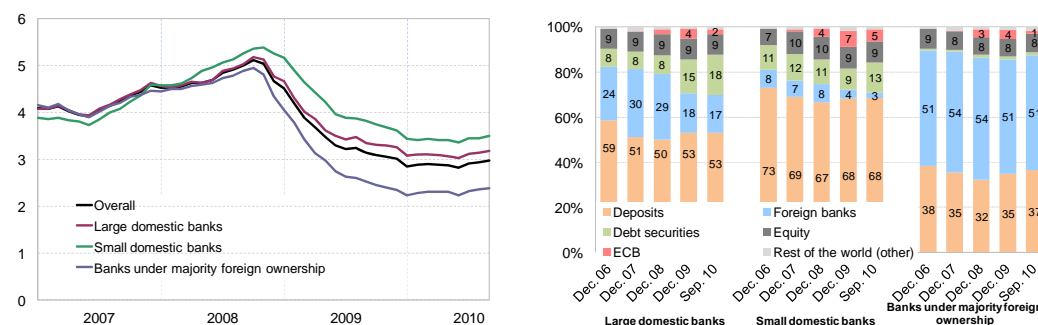 6
5
4
3
2
1
0
Overall
Large domestic banks
Small domestic banks
Banks under majority foreign ownership
2007 2008 2009 2010
100%
80%
60%
40%
20%
0%
9 9 9 4 2
8 8 8 9 9
24 30 29 15 18
59 51 50 18 17
53 53
7 10 4 7 5
11 12 10 9 9
8 7 11 9 13
73 69 8 4 3
67 68 68
9 8 3 4 1
51 54 8 8 8
38 35 54 51 51
32 35 37
Deposits Foreign banks
Debt securities Equity
ECB Rest of the world (other)
Dec. 06 Dec. 07 Dec. 08 Dec. 09 Sep. 10 Dec. 06 Dec. 07 Dec. 08 Dec. 09 Sep. 10 Dec. 06 Dec. 07 Dec. 08 Dec. 09 Sep. 10
Large domestic banks Small domestic banks Banks under majority foreign
ownership